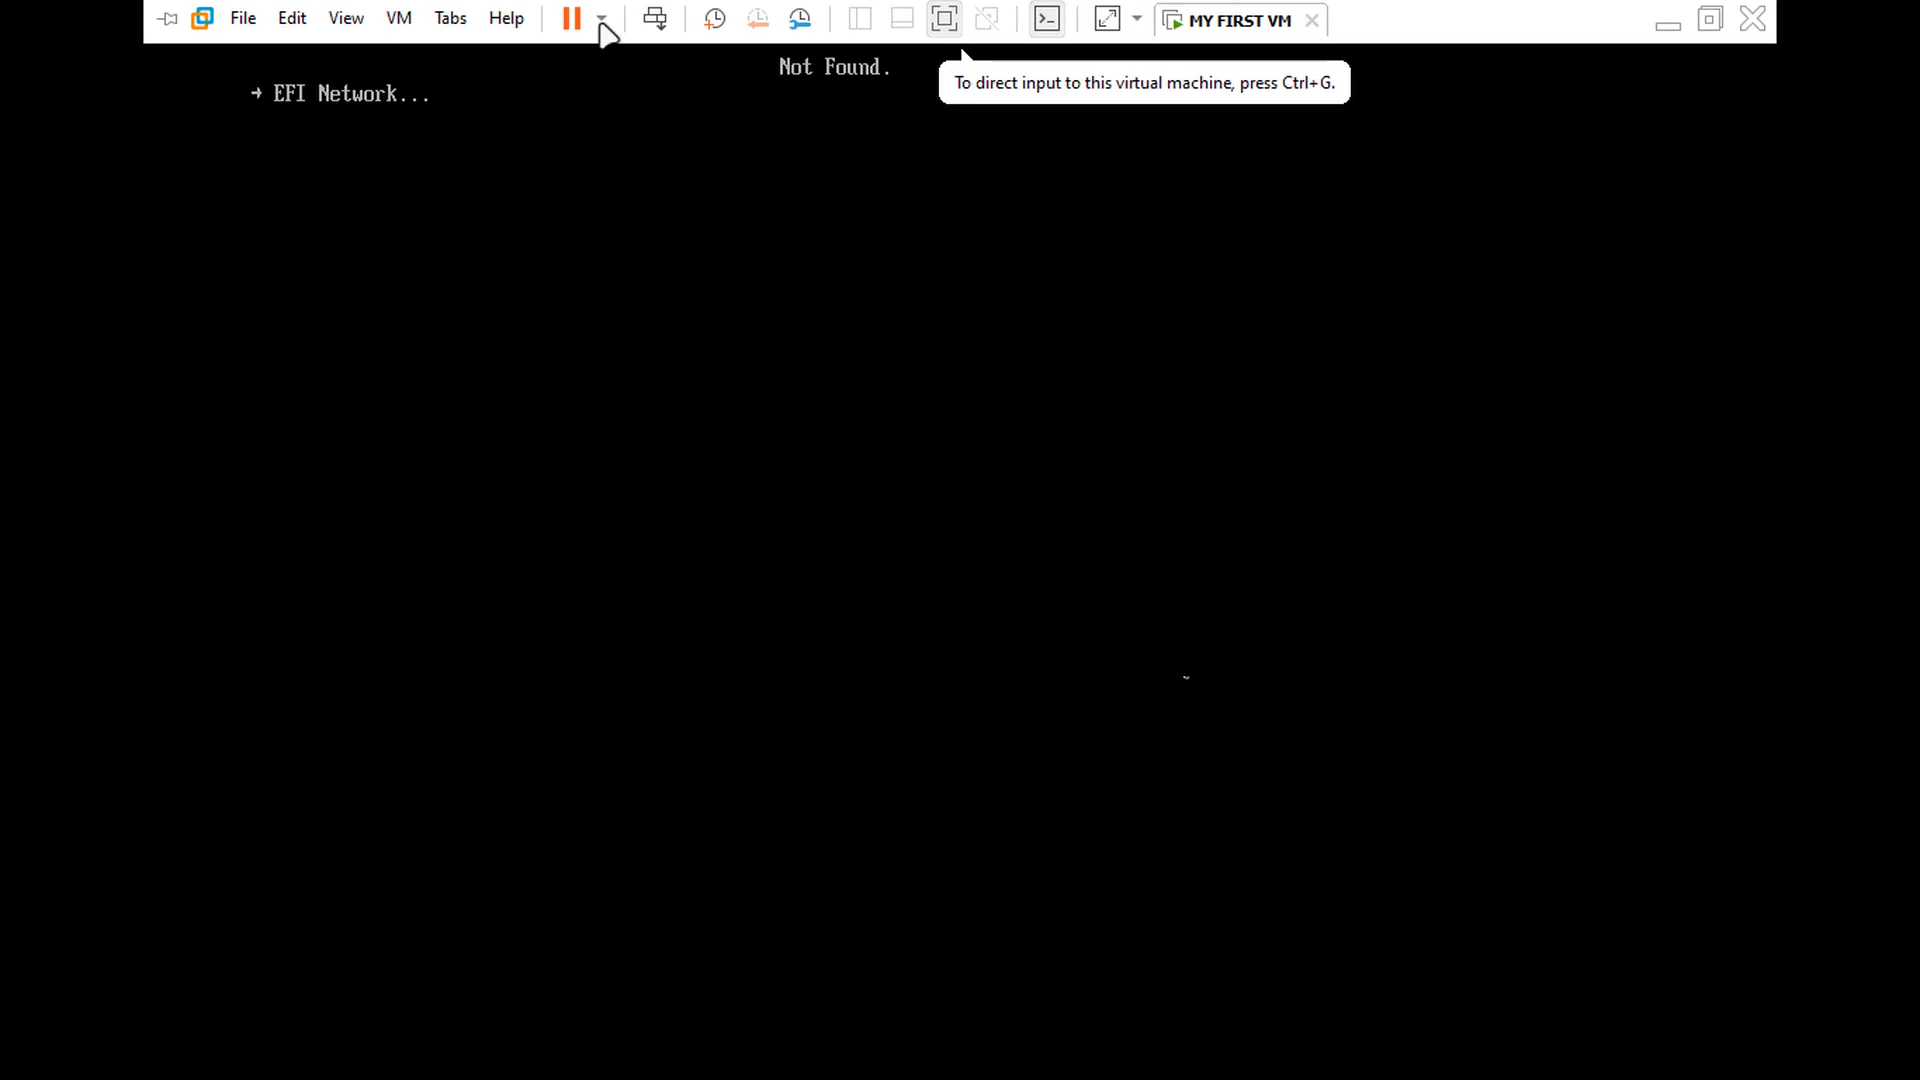 File Edit View VM Tabs Help MY FIRST VM
Not Found.
To direct input to this virtual machine, press Ctrl+G.
→ EFI Network...